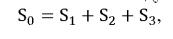 S₀ = S₁ + S₂ + S₃,